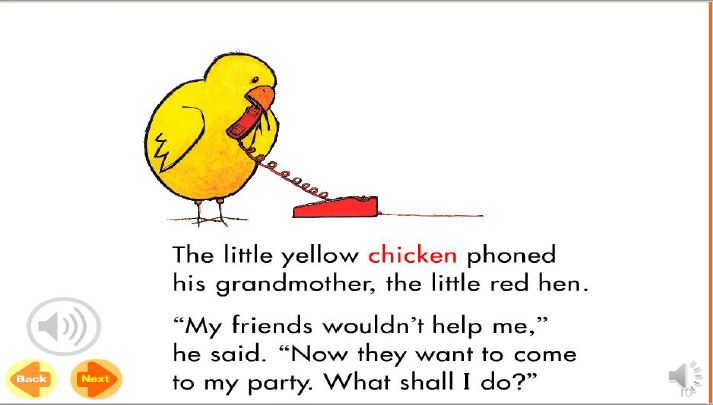 The little yellow chicken phoned
his grandmother, the little red hen.
“My friends wouldn’t help me,”
he said. “Now they want to come
to my party. What shall I do?”
Back
Next
10